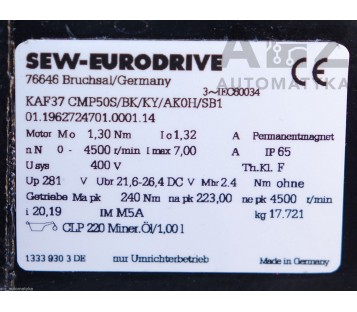 SEW-EURODRIVE
76646 Bruchsal/Germany
CE
3~IEC60034
KAF37 CMP50S/BK/KY/AK0H/SB1
01.1962724701.0001.14
Motor Mo 1,30 Nm Io 1,32 A Permanentmagnet
nN 0- 4500 r/min Imax 7,00 A IP 65
Usys 400 V Th.Kl. F
Up 281 V Ubr 21,6-26,4 DC V Mbr 2.4 Nm ohne
Getriebe Ma pk 240 Nm na pk 223,00 ne pk 4500 r/min
i 20,19 IM M5A kg 17.721
CLP 220 Miner.Öl/1,00 l
1333 930 3 DE nur Umrichterbetrieb Made in Germany